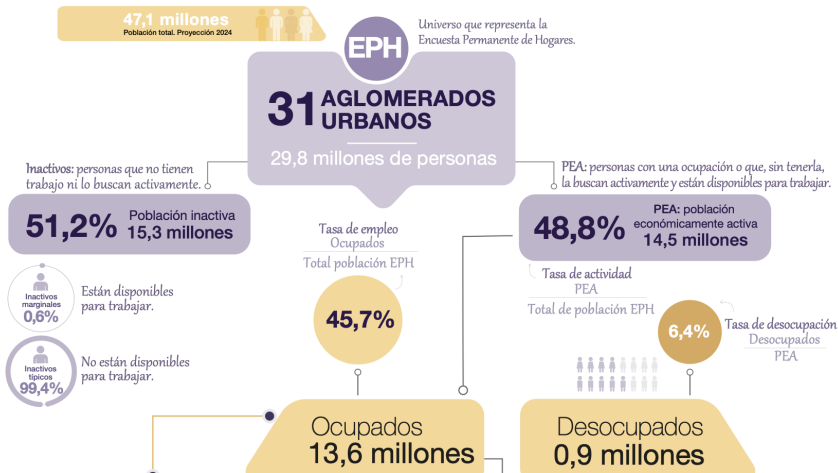 47,1 millones
Población total. Proyección 2024
EPH
Universo que representa la
Encuesta Permanente de Hogares.
31 AGLOMERADOS
URBANOS
29,8 millones de personas
Inactivos: personas que no tienen
trabajo ni lo buscan activamente.
PEA: personas con una ocupación o que, sin tenerla,
la buscan activamente y están disponibles para trabajar.
51,2% Población inactiva
15,3 millones
48,8% PEA: población
económicamente activa
14,5 millones
Tasa de empleo
Ocupados
Total población EPH
45,7%
Tasa de actividad
PEA
Total de población EPH
Inactivos
marginales
0,6%
Están disponibles
para trabajar.
Inactivos
típicos
99,4%
No están disponibles
para trabajar.
6,4%
Tasa de desocupación
Desocupados
PEA
Ocupados
13,6 millones
Desocupados
0,9 millones